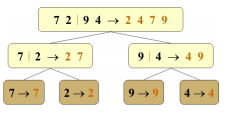 7 2 | 9 4 → 2 4 7 9
7 | 2 → 2 7
9 | 4 → 4 9
7 → 7
2 → 2
9 → 9
4 → 4